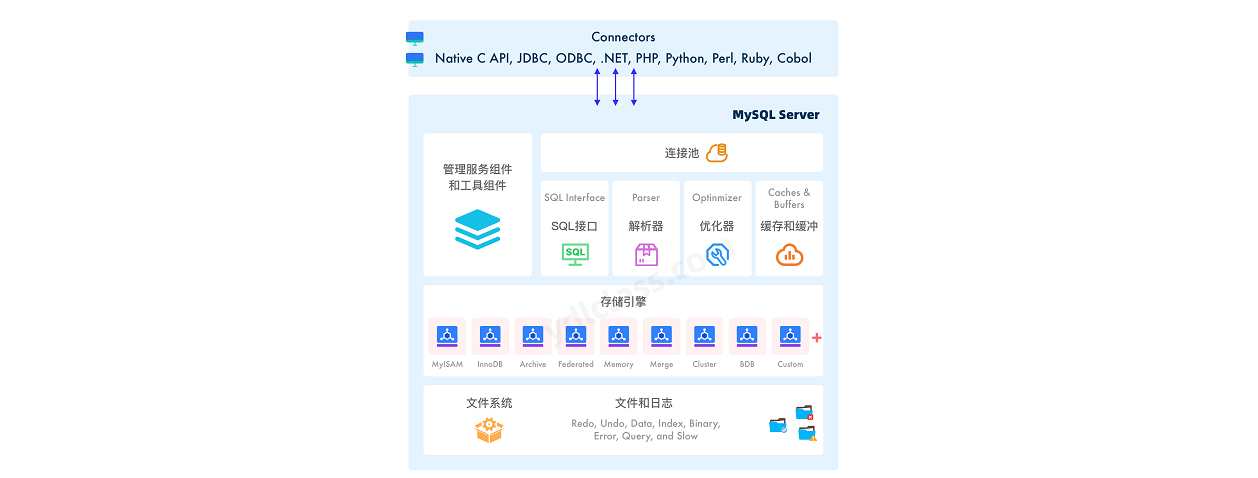 Connectors
Native C API, JDBC, ODBC, .NET, PHP, Python, Perl, Ruby, Cobol
MySQL Server
管理服务组件
和工具组件
连接池
SQL Interface
SQL接口
SQL
Parser
解析器
Optinmizer
优化器
Caches &
Buffers
缓存和缓冲
ydlclass.com
存储引擎
MyISAM
InnoDB
Archive
Federated
Memory
Merge
Cluster
BDB
Custom
+
文件系统
文件和日志
Redo, Undo, Data, Index, Binary,
Error, Query, and Slow